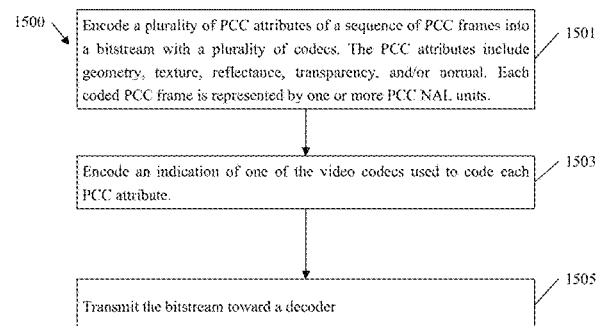 1500
Encode a plurality of PCC attributes of a sequence of PCC frames into
a bitstream with a plurality of codecs. The PCC attributes include
geometry, texture, reflectance, transparency, and/or normal. Each
coded PCC frame is represented by one or more PCC NAL units.
1501
Encode an indication of one of the video codecs used to code each
PCC attribute.
1503
Transmit the bitstream toward a decoder
1505